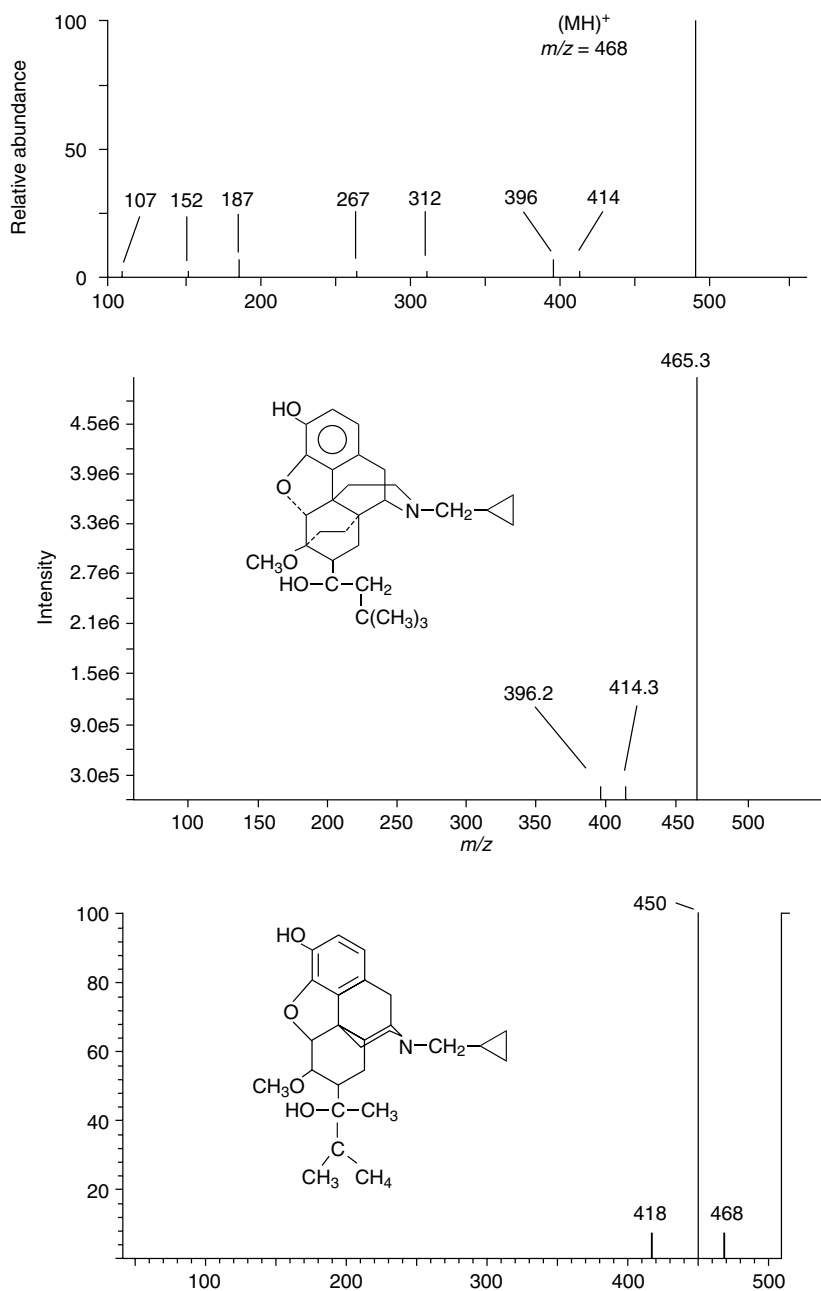 (MH)+
m/z = 468
Relative abundance
100
50
0
107 152 187 267 312 396 414
100 200 300 400 500
465.3
Intensity
4.5e6
3.9e6
3.3e6
2.7e6
2.1e6
1.5e6
9.0e5
3.0e5
HO
O
N—CH2
CH3O
HO—C—CH2
C(CH3)3
396.2 414.3
100 150 200 250 300 350 400 450 500
m/z
100
80
60
40
20
450
HO
O
N—CH2
CH3O
HO—C—CH3
C
CH3 CH4
418 468
100 200 300 400 500